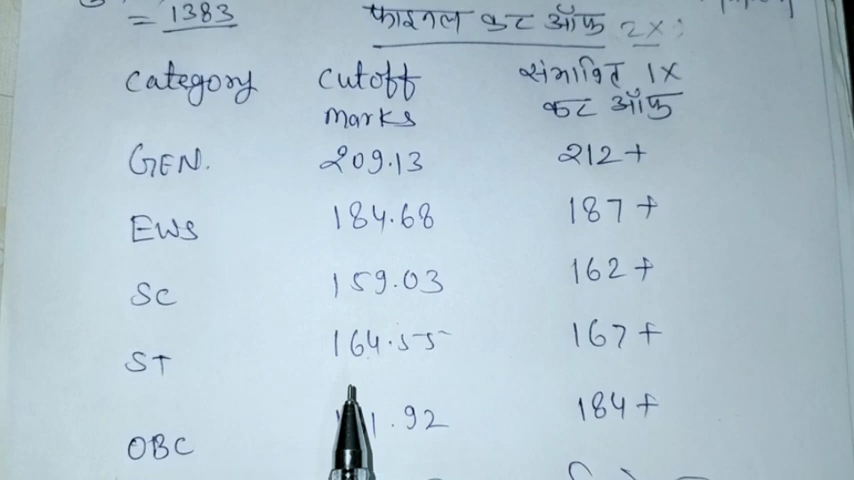 = 1383
फाइनल कट ऑफ 2X:
Category Cutoff Marks संभावित 1X कट ऑफ
GEN. 209.13 212+
EWS 184.68 187+
SC 159.03 162+
ST 164.55 167+
OBC 1.92 184+